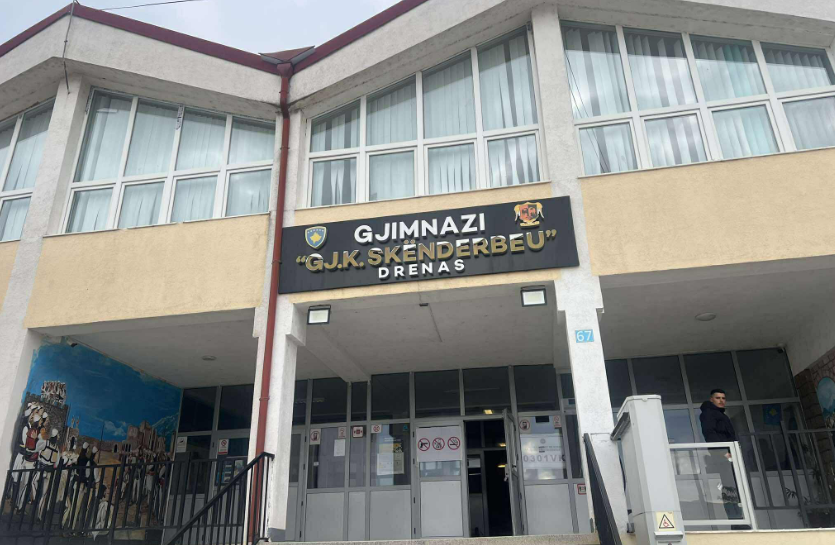 GJIMNAZI
"GJ.K. SKËNDERBEU"
DRENAS
67